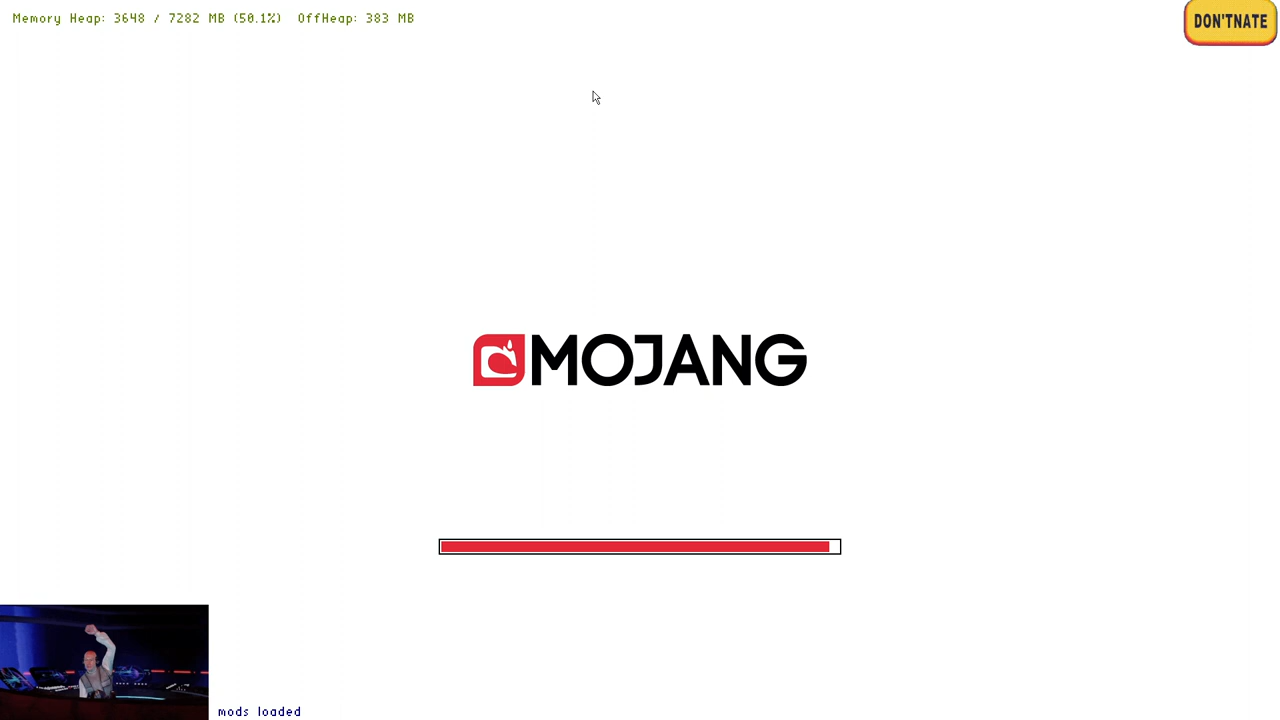 Memory Heap: 3648 / 7282 MB (50.1%)  OffHeap: 383 MB
DON'TNATE
MOJANG
mods loaded